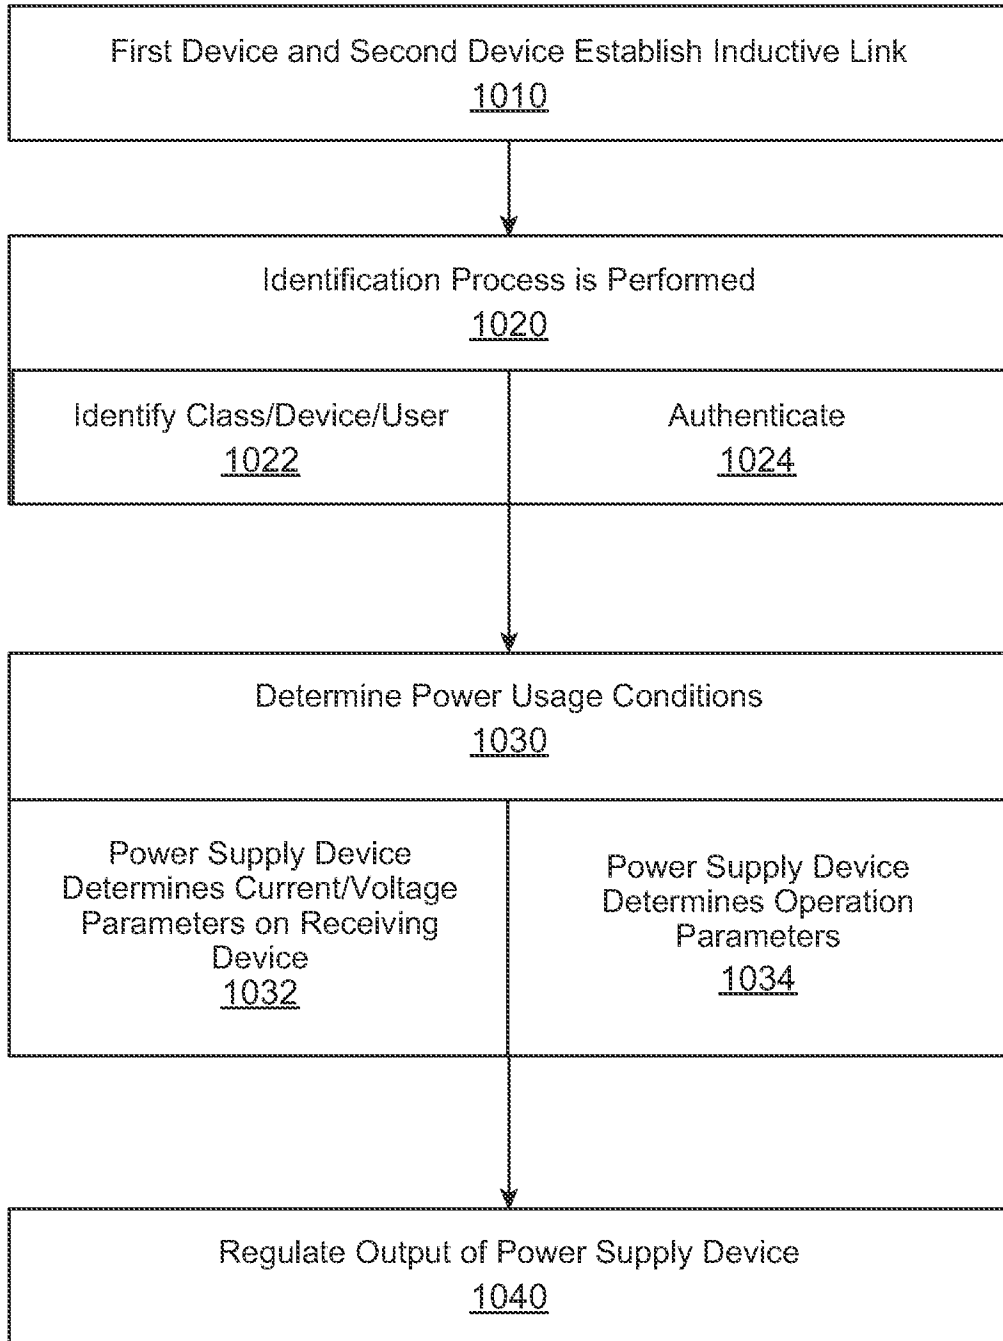 First Device and Second Device Establish Inductive Link
1010
Identification Process is Performed
1020
Identify Class/Device/User
1022
Authenticate
1024
Determine Power Usage Conditions
1030
Power Supply Device
Determines Current/Voltage
Parameters on Receiving
Device
1032
Power Supply Device
Determines Operation
Parameters
1034
Regulate Output of Power Supply Device
1040